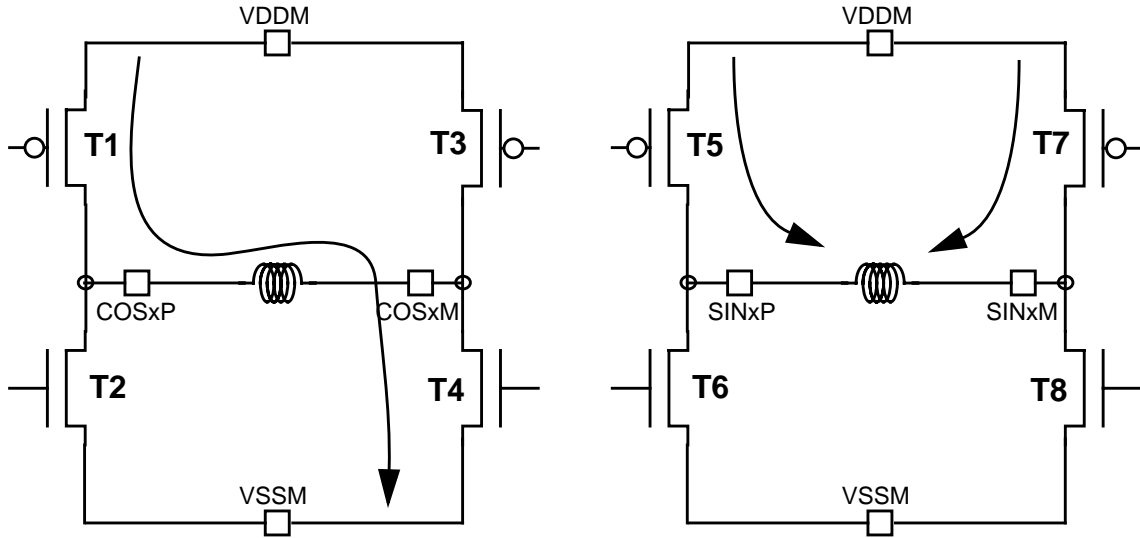 VDDM
VDDM
T1
T3
T5
T7
COSxP
COSxM
SINxP
SINxM
T2
T4
T6
T8
VSSM
VSSM